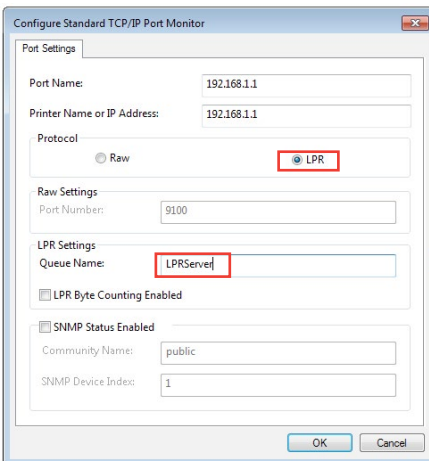 Configure Standard TCP/IP Port Monitor
Port Settings
Port Name: 192.168.1.1
Printer Name or IP Address: 192.168.1.1
Protocol
Raw LPR
Raw Settings
Port Number: 9100
LPR Settings
Queue Name: LPRServer
LPR Byte Counting Enabled
SNMP Status Enabled
Community Name: public
SNMP Device Index: 1
OK Cancel